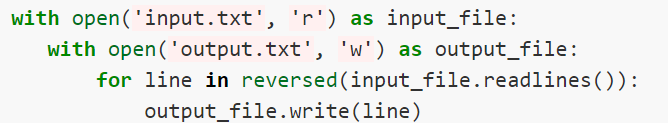 with open('input.txt', 'r') as input_file:
   with open('output.txt', 'w') as output_file:
       for line in reversed(input_file.readlines()):
           output_file.write(line)